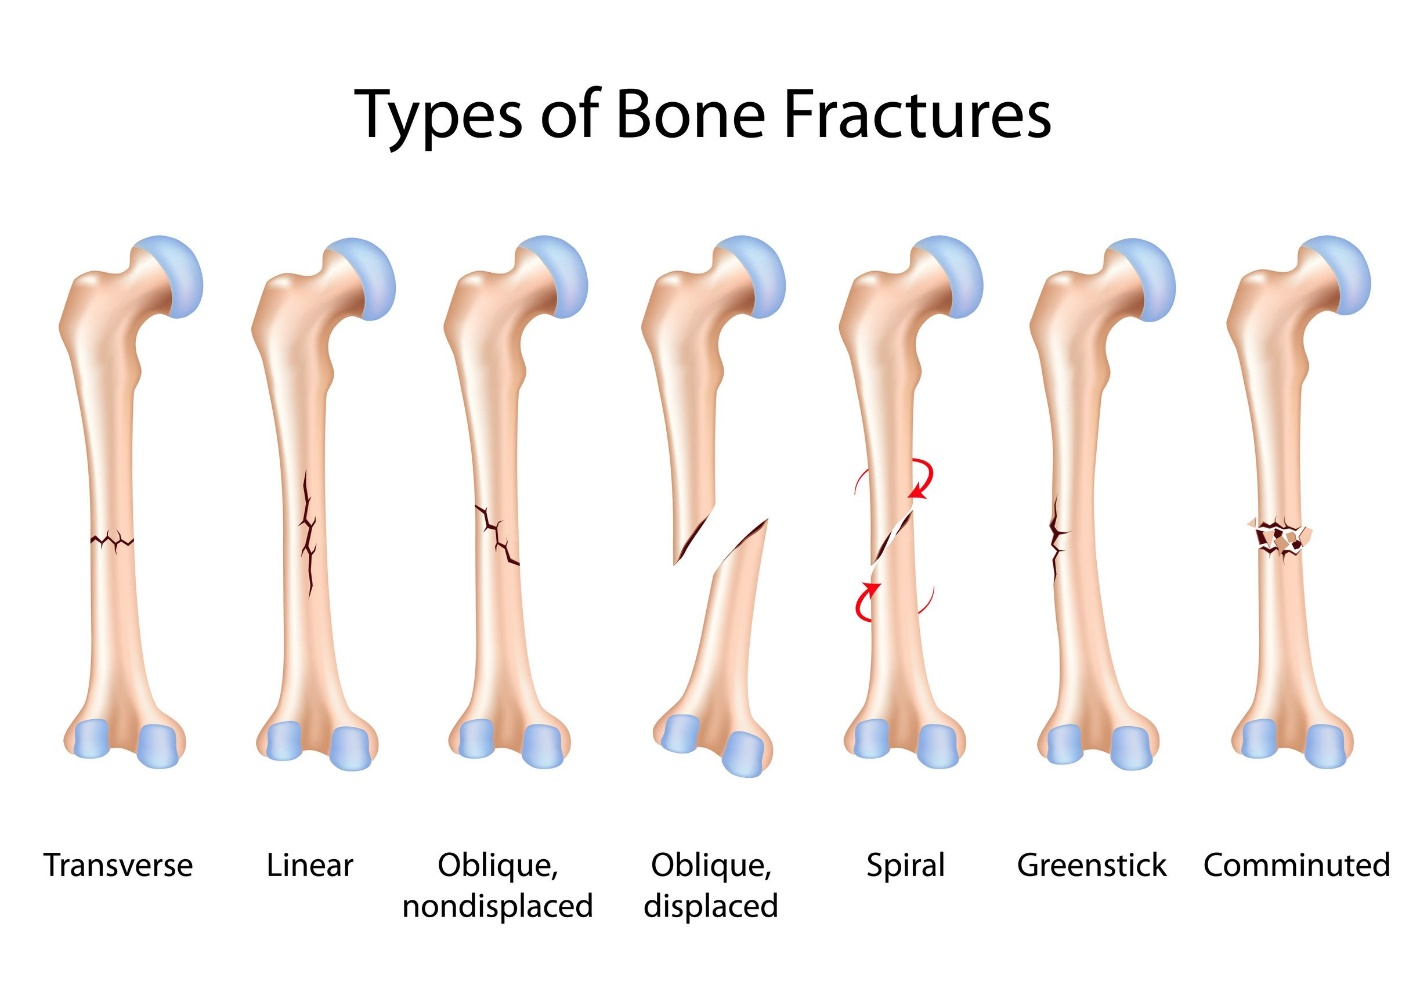 Types of Bone Fractures
Transverse
Linear
Oblique,
nondisplaced
Oblique,
displaced
Spiral
Greenstick
Comminuted